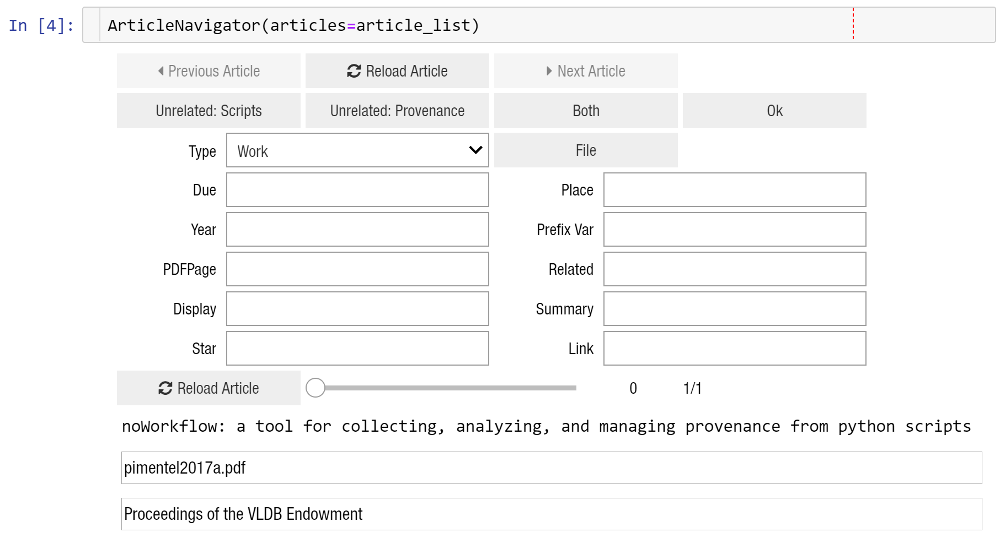 In [4]: ArticleNavigator(articles=article_list)
Previous Article Reload Article Next Article
Unrelated: Scripts Unrelated: Provenance Both Ok
Type Work File
Due Place
Year Prefix Var
PDFPage Related
Display Summary
Star Link
Reload Article 0 1/1
noWorkflow: a tool for collecting, analyzing, and managing provenance from python scripts
pimentel2017a.pdf
Proceedings of the VLDB Endowment